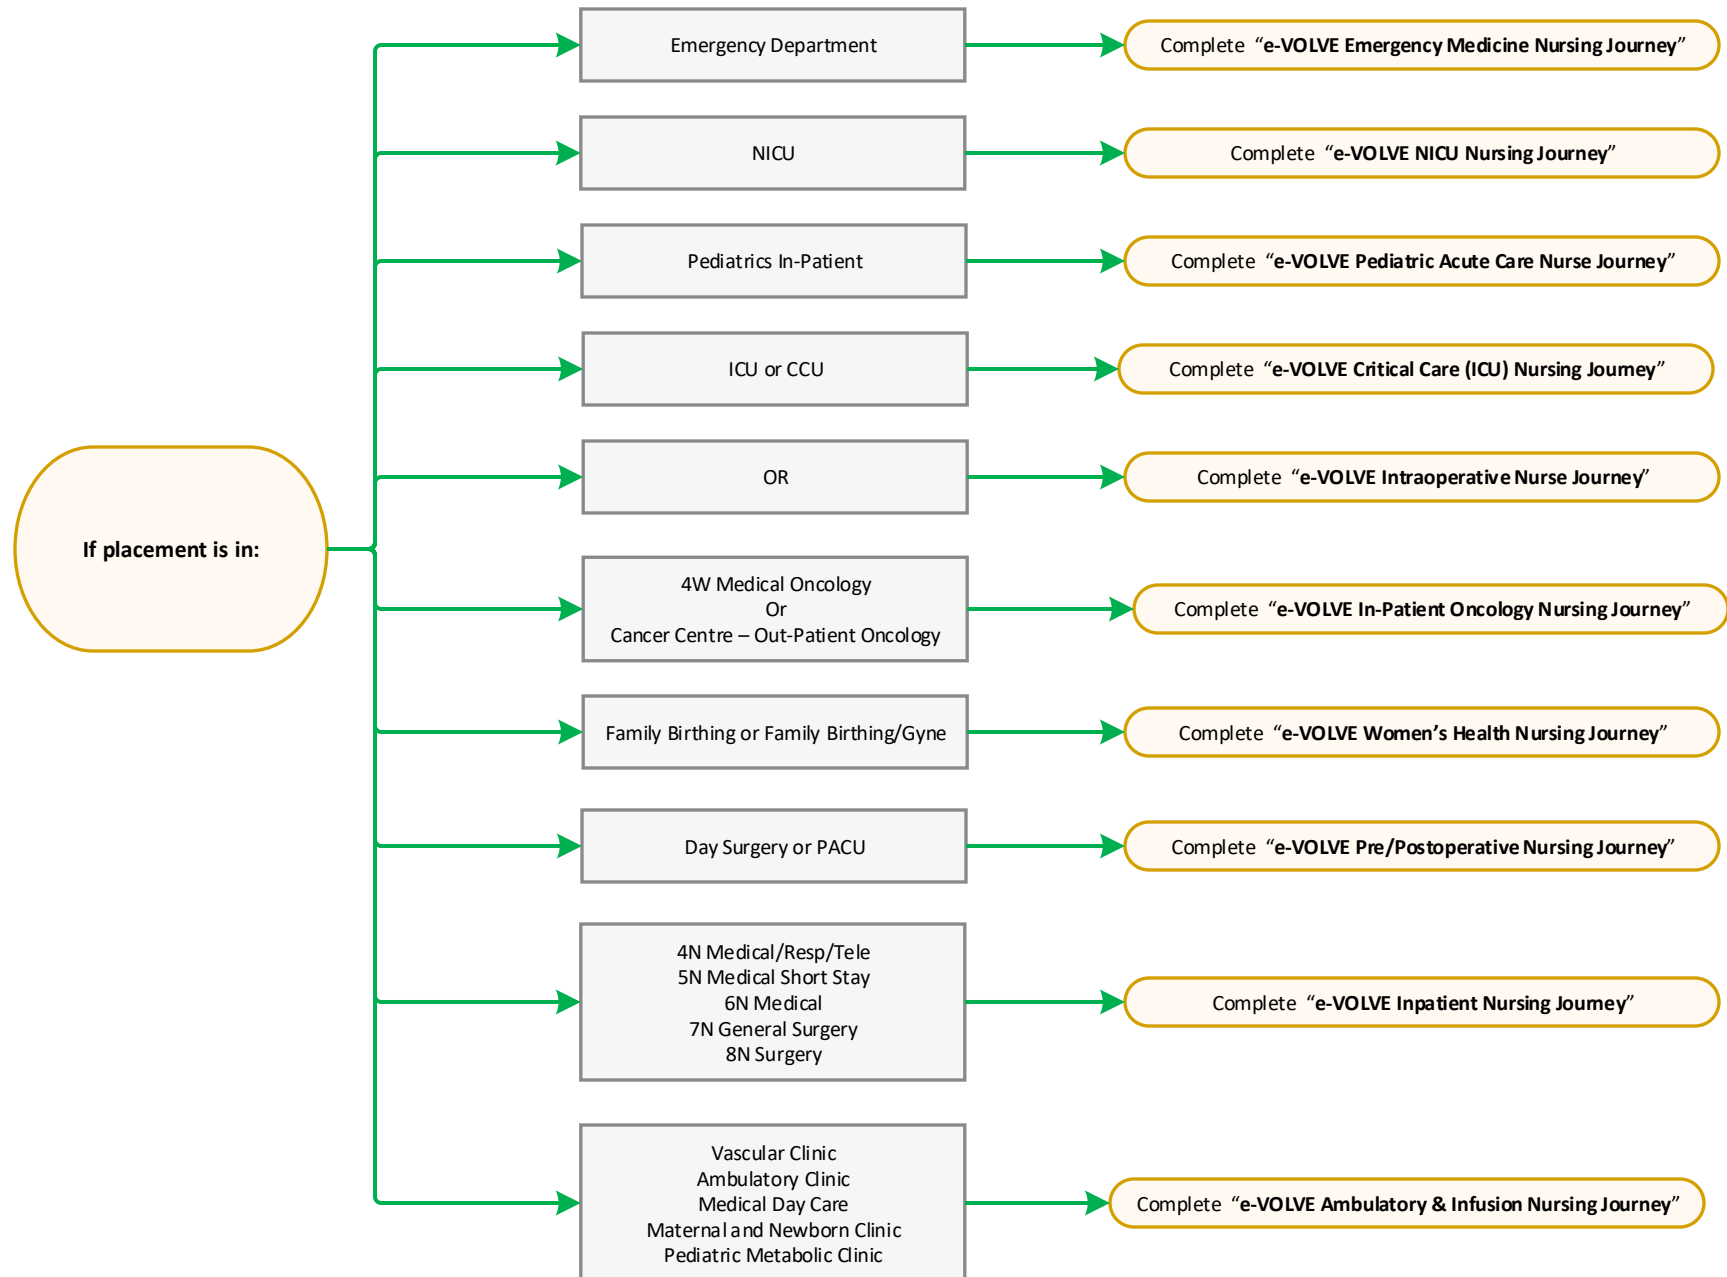 Emergency Department
Complete “e-VOLVE Emergency Medicine Nursing Journey”
NICU
Complete “e-VOLVE NICU Nursing Journey”
Pediatrics In-Patient
Complete “e-VOLVE Pediatric Acute Care Nurse Journey”
ICU or CCU
Complete “e-VOLVE Critical Care (ICU) Nursing Journey”
OR
Complete “e-VOLVE Intraoperative Nurse Journey”
If placement is in:
4W Medical Oncology
Or
Cancer Centre – Out-Patient Oncology
Complete “e-VOLVE In-Patient Oncology Nursing Journey”
Family Birthing or Family Birthing/Gyne
Complete “e-VOLVE Women’s Health Nursing Journey”
Day Surgery or PACU
Complete “e-VOLVE Pre/Postoperative Nursing Journey”
4N Medical/Resp/Tele
5N Medical Short Stay
6N Medical
7N General Surgery
8N Surgery
Complete “e-VOLVE Inpatient Nursing Journey”
Vascular Clinic
Ambulatory Clinic
Medical Day Care
Maternal and Newborn Clinic
Pediatric Metabolic Clinic
Complete “e-VOLVE Ambulatory & Infusion Nursing Journey”